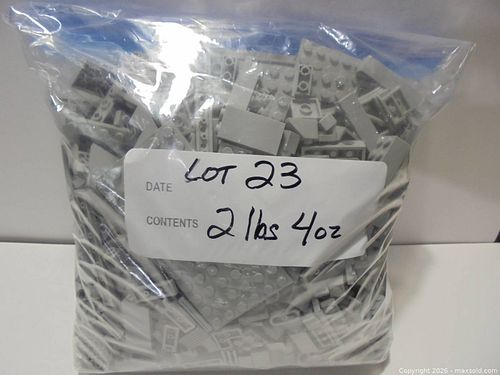 DATE LOT 23
CONTENTS 2 lbs 4oz
Copyright 2026 - maxsold.com